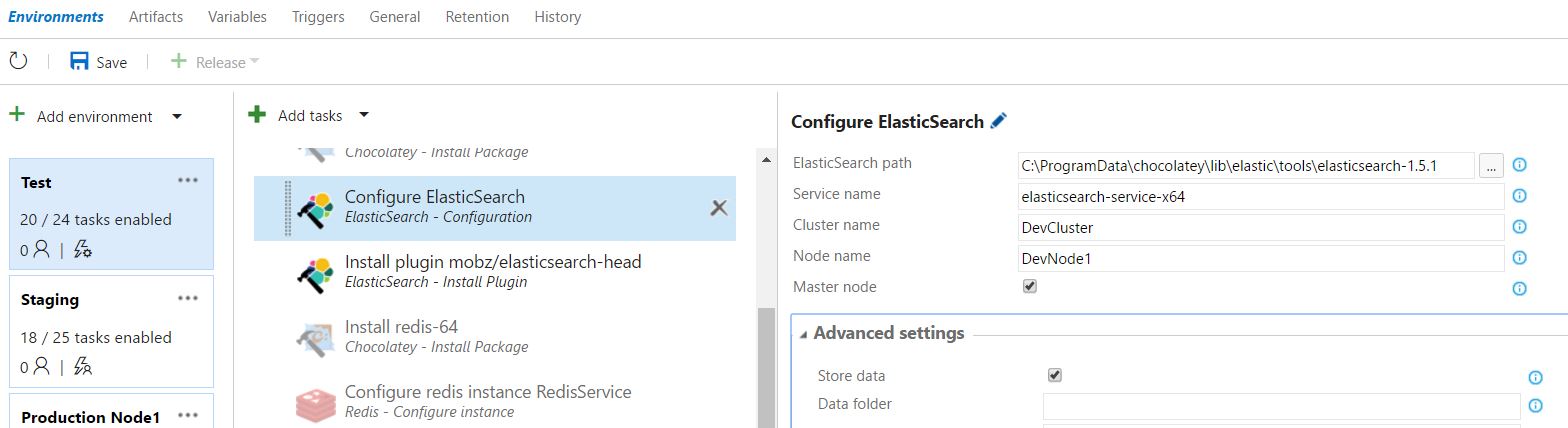 Environments Artifacts Variables Triggers General Retention History
Save Release
Add environment
Test
20 / 24 tasks enabled
0
Staging
18 / 25 tasks enabled
0
Production Node1
Add tasks
Chocolatey - Install Package
Configure ElasticSearch
ElasticSearch - Configuration
Install plugin mobz/elasticsearch-head
ElasticSearch - Install Plugin
Install redis-64
Chocolatey - Install Package
Configure redis instance RedisService
Redis - Configure instance
Configure ElasticSearch
ElasticSearch path C:\ProgramData\chocolatey\lib\elastic\tools\elasticsearch-1.5.1 ...
Service name elasticsearch-service-x64
Cluster name DevCluster
Node name DevNode1
Master node
Advanced settings
Store data
Data folder